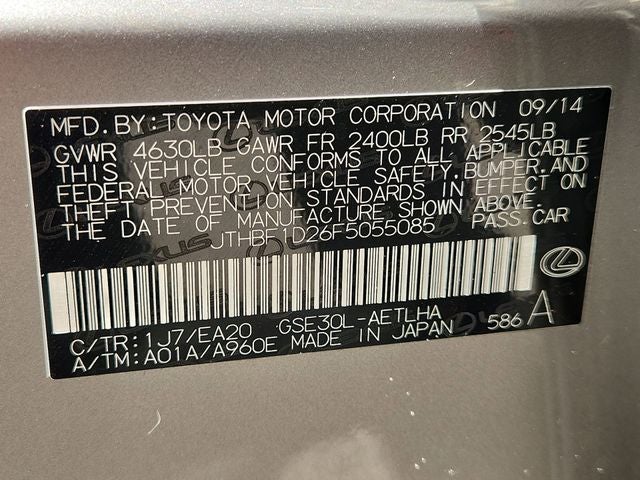 MFD.BY:TOYOTA MOTOR CORPORATION 09/14
GVWR 4630LB GAWR FR 2400LB RR 2545LB
THIS VEHICLE CONFORMS TO ALL APPLICABLE
FEDERAL MOTOR VEHICLE SAFETY,BUMPER,AND
THEFT PREVENTION STANDARDS IN EFFECT ON
THE DATE OF MANUFACTURE SHOWN ABOVE.
JTHBF1D26F5055085 PASS.CAR
C/TR:1J7/EA20 GSE30L-AETLHA
A/TM:A01A/A960E MADE IN JAPAN 586 A